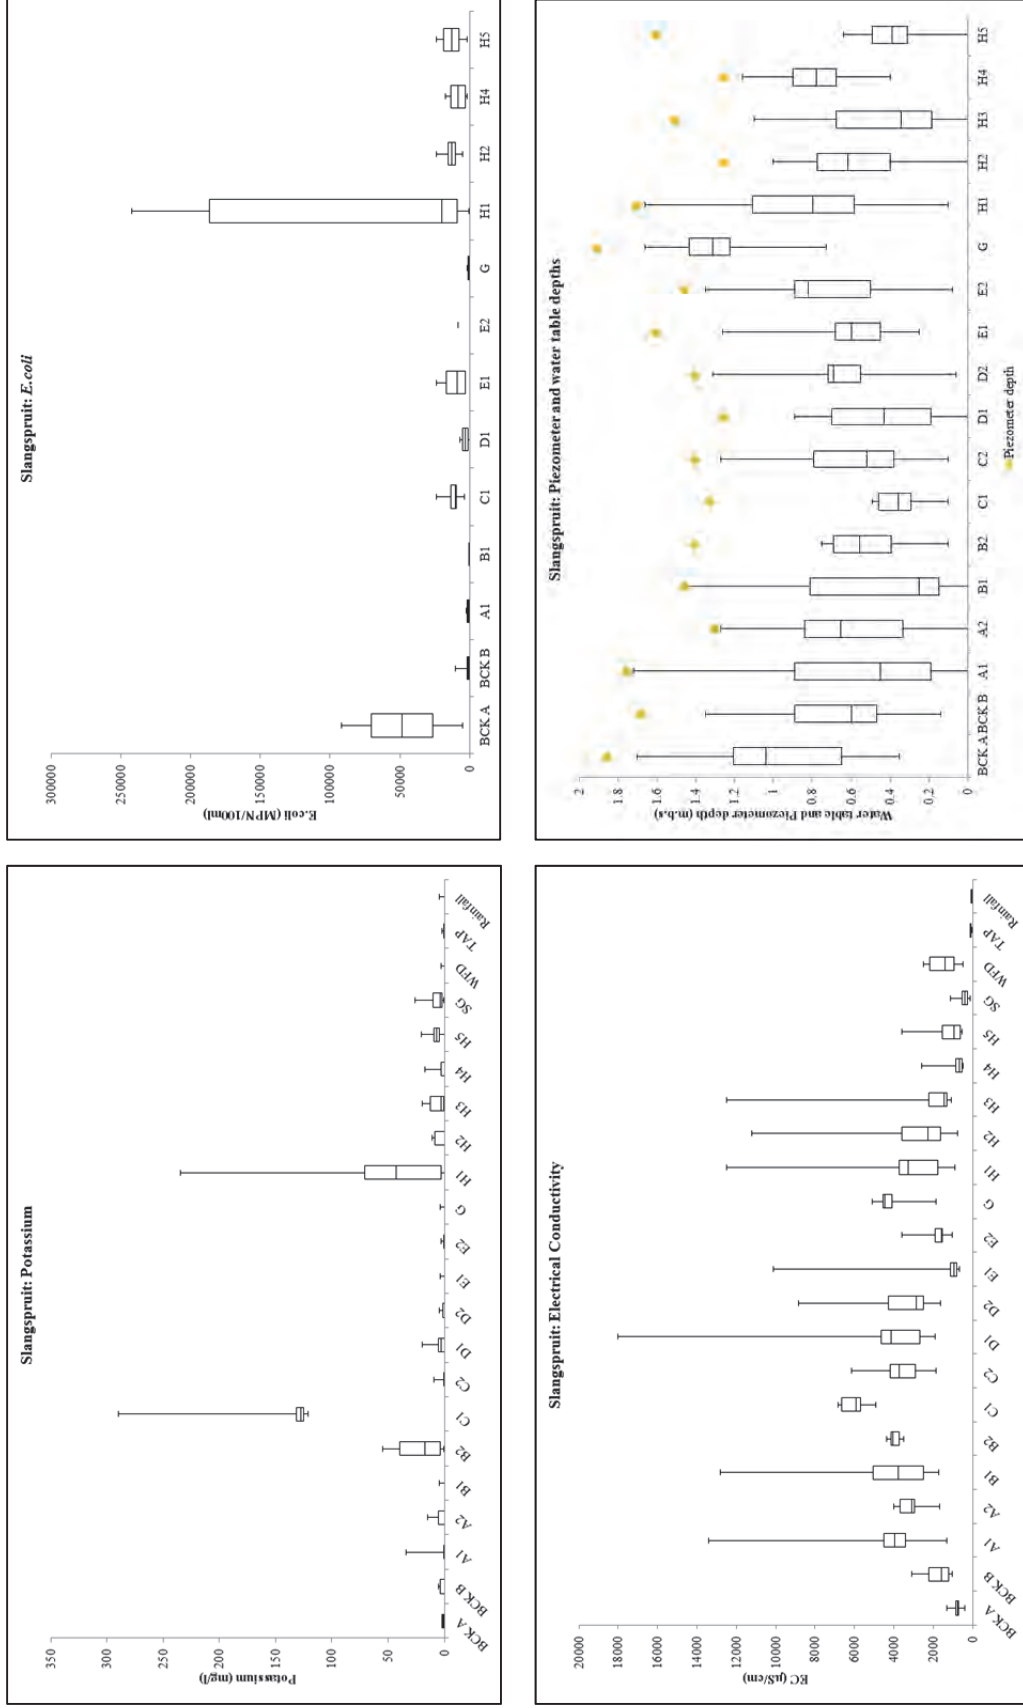 Slangspruit: Potassium
Potassium (mg/l)
350
300
250
200
150
100
50
0
BCK A BCK B A1 A2 B1 B2 C1 C2 D1 D2 E1 E2 G H1 H2 H3 H4 H5 SG WFD TAP Rainfall
Slangspruit: E.coli
E.coli (MPN/100ml)
300000
250000
200000
150000
100000
50000
0
BCK A BCK B A1 B1 C1 D1 E1 E2 G H1 H2 H4 H5
Slangspruit: Electrical Conductivity
EC (µS/cm)
20000
18000
16000
14000
12000
10000
8000
6000
4000
2000
0
BCK A BCK B A1 A2 B1 B2 C1 C2 D1 D2 E1 E2 G H1 H2 H3 H4 H5 SG WFD TAP Rainfall
Slangspruit: Piezometer and water table depths
Water table and Piezometer depth (m.b.s)
2
1.8
1.6
1.4
1.2
1
0.8
0.6
0.4
0.2
0
BCK A BCK B A1 A2 B1 B2 C1 C2 D1 D2 E1 E2 G H1 H2 H3 H4 H5
Piezometer depth